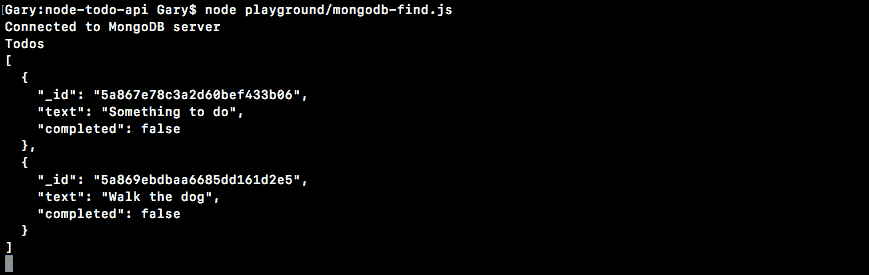 Gary:node-todo-api Gary$ node playground/mongodb-find.js
Connected to MongoDB server
Todos
[
  {
    "_id": "5a867e78c3a2d60bef433b06",
    "text": "Something to do",
    "completed": false
  },
  {
    "_id": "5a869ebdbaa6685dd161d2e5",
    "text": "Walk the dog",
    "completed": false
  }
]